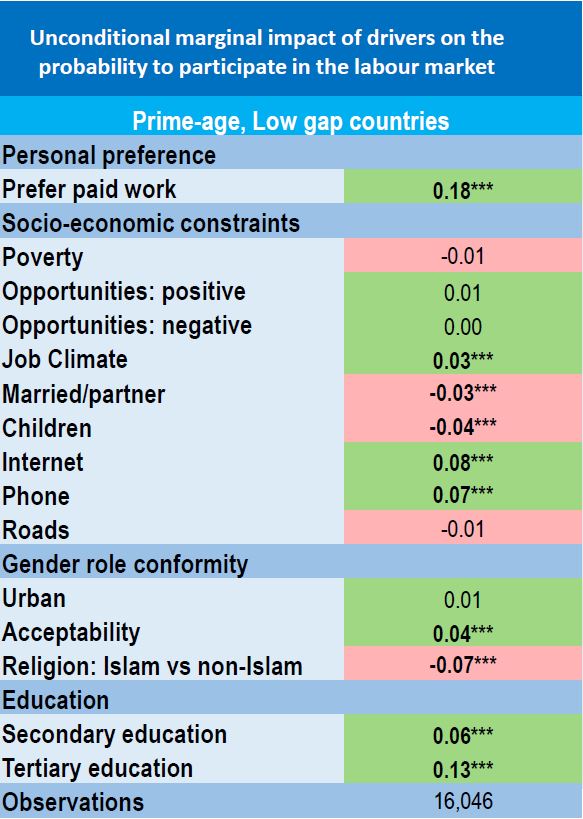 Unconditional marginal impact of drivers on the
probability to participate in the labour market
Prime-age, Low gap countries
Personal preference
Prefer paid work 0.18***
Socio-economic constraints
Poverty -0.01
Opportunities: positive 0.01
Opportunities: negative 0.00
Job Climate 0.03***
Married/partner -0.03***
Children -0.04***
Internet 0.08***
Phone 0.07***
Roads -0.01
Gender role conformity
Urban 0.01
Acceptability 0.04***
Religion: Islam vs non-Islam -0.07***
Education
Secondary education 0.06***
Tertiary education 0.13***
Observations 16,046